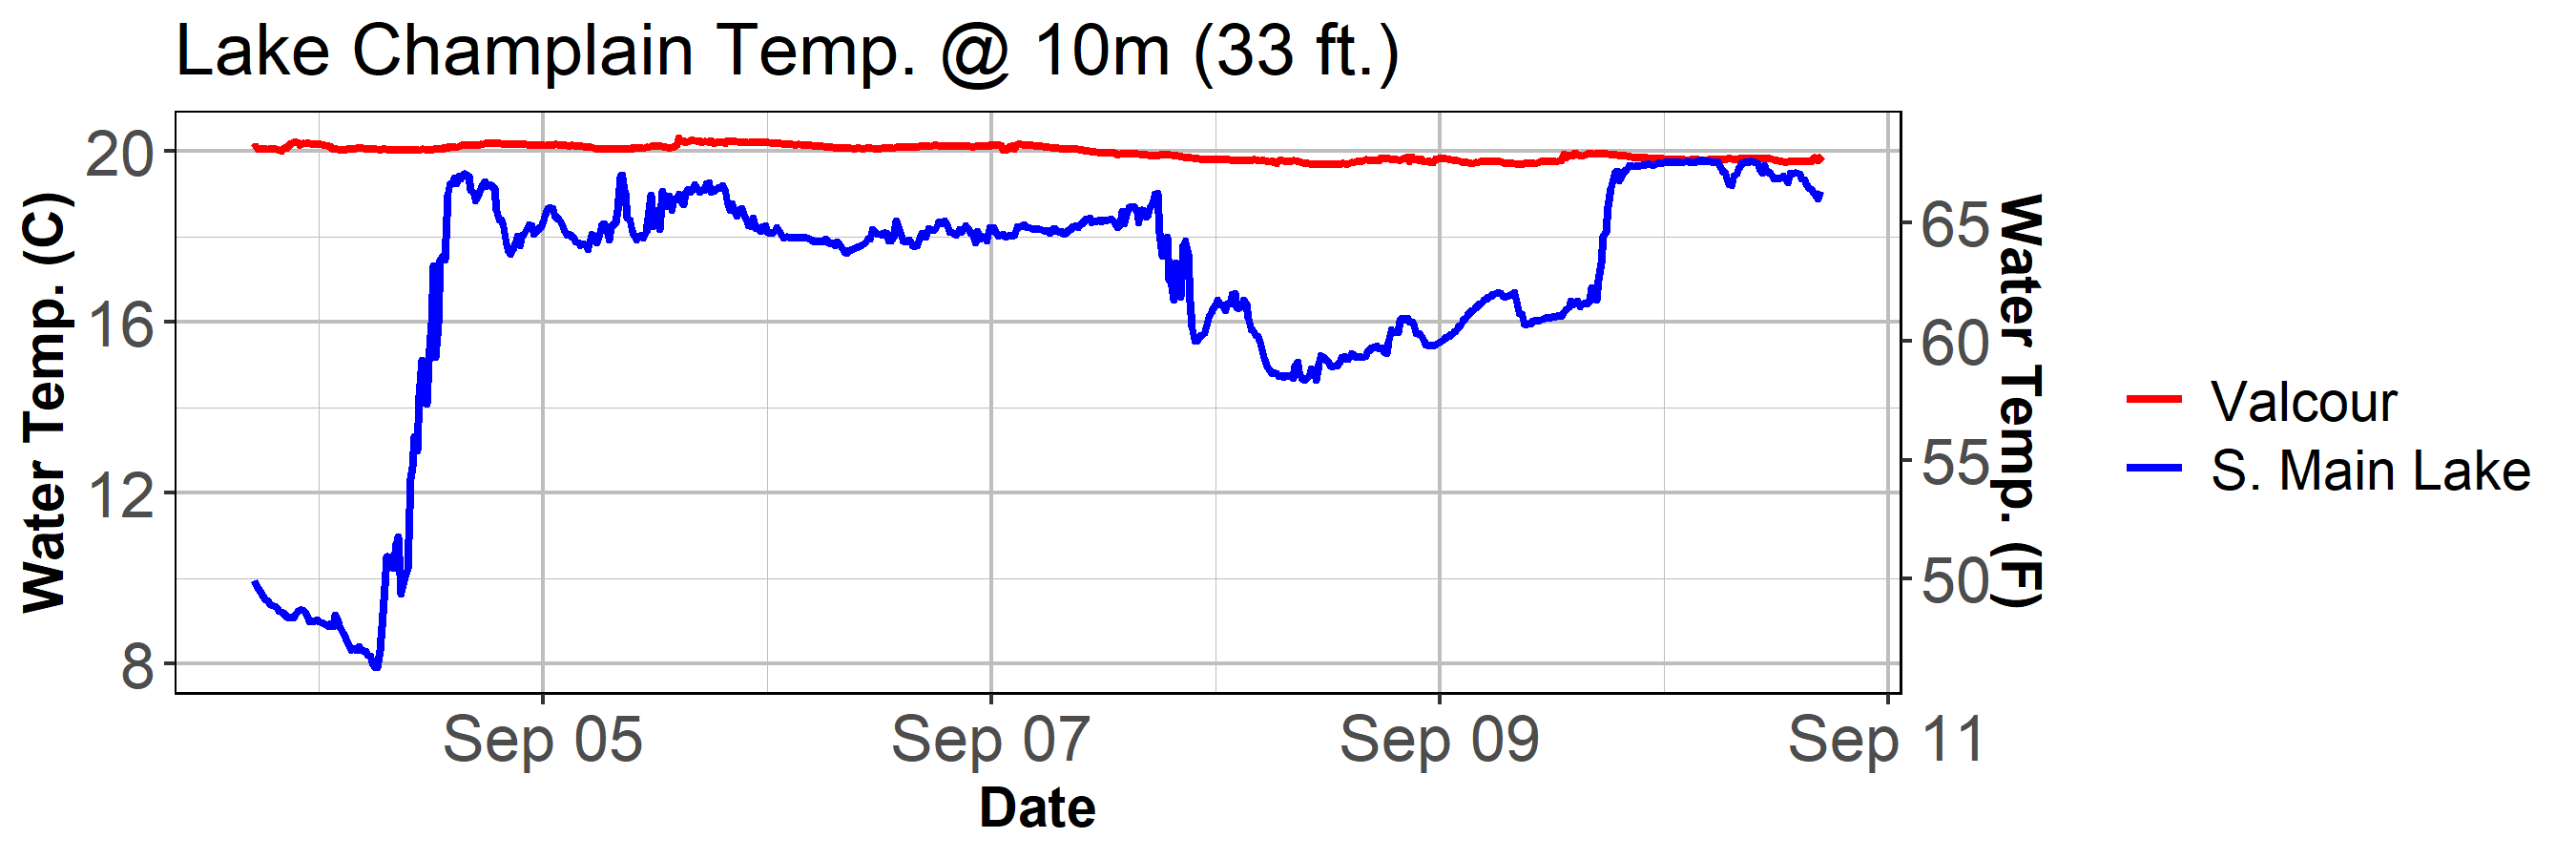 Lake Champlain Temp. @ 10m (33 ft.)
Water Temp. (C)
20
16
12
8
65
60
55
50
Water Temp. (F)
Sep 05
Sep 07
Sep 09
Sep 11
Date
Valcour
S. Main Lake